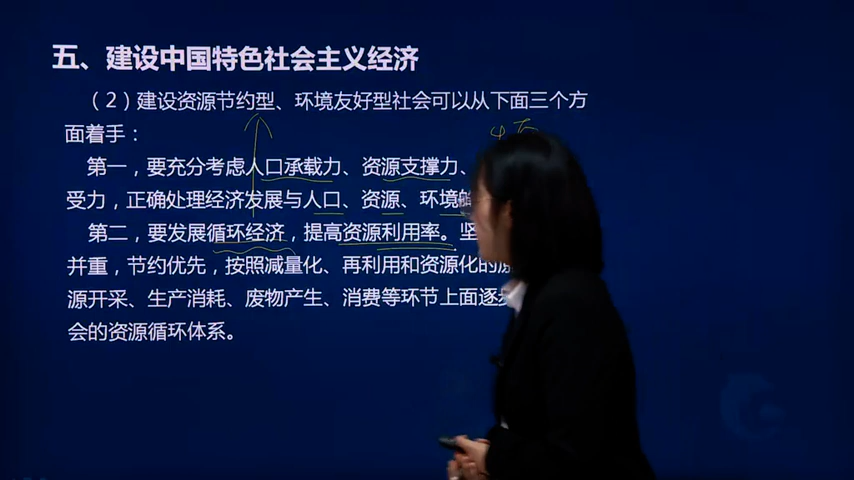 五、建设中国特色社会主义经济
（2）建设资源节约型、环境友好型社会可以从下面三个方
面着手：
第一，要充分考虑人口承载力、资源支撑力、
受力，正确处理经济发展与人口、资源、环境的
第二，要发展循环经济，提高资源利用率。坚
并重，节约优先，按照减量化、再利用和资源化的原
源开采、生产消耗、废物产生、消费等环节上面逐步
会的资源循环体系。